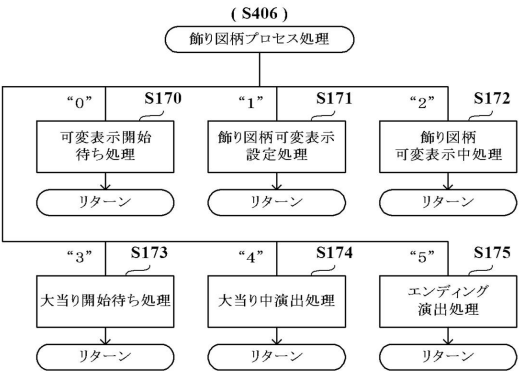 ( S406 )
飾り図柄プロセス処理
“0”
S170
“1”
S171
“2”
S172
可変表示開始
待ち処理
飾り図柄可変表示
設定処理
飾り図柄
可変表示中処理
リターン
リターン
リターン
“3”
S173
“4”
S174
“5”
S175
大当り開始待ち処理
大当り中演出処理
エンディング
演出処理
リターン
リターン
リターン